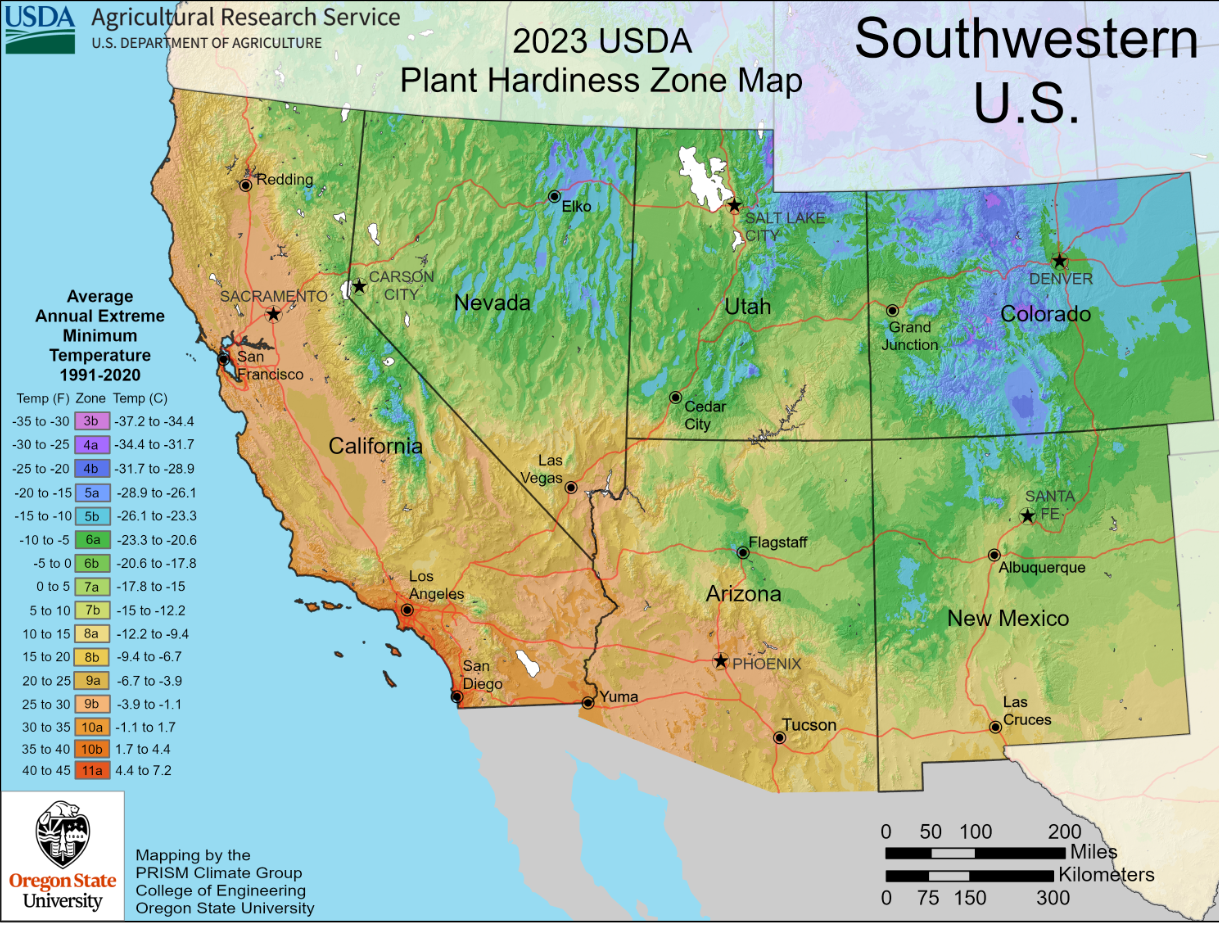 USDA
Agricultural Research Service
U.S. DEPARTMENT OF AGRICULTURE
2023 USDA
Plant Hardiness Zone Map
Southwestern
U.S.
Redding
Elko
SALT LAKE
CITY
CARSON
CITY
SACRAMENTO
Nevada
Utah
DENVER
Colorado
Grand
Junction
San
Francisco
Cedar
City
California
Las
Vegas
SANTA
FE
Flagstaff
Albuquerque
Los
Angeles
Arizona
New Mexico
San
Diego
PHOENIX
Yuma
Las
Cruces
Tucson
Average
Annual Extreme
Minimum
Temperature
1991-2020
Temp (F) Zone Temp (C)
-35 to -30 3b -37.2 to -34.4
-30 to -25 4a -34.4 to -31.7
-25 to -20 4b -31.7 to -28.9
-20 to -15 5a -28.9 to -26.1
-15 to -10 5b -26.1 to -23.3
-10 to -5 6a -23.3 to -20.6
-5 to 0 6b -20.6 to -17.8
0 to 5 7a -17.8 to -15
5 to 10 7b -15 to -12.2
10 to 15 8a -12.2 to -9.4
15 to 20 8b -9.4 to -6.7
20 to 25 9a -6.7 to -3.9
25 to 30 9b -3.9 to -1.1
30 to 35 10a -1.1 to 1.7
35 to 40 10b 1.7 to 4.4
40 to 45 11a 4.4 to 7.2
Oregon State
University
Mapping by the
PRISM Climate Group
College of Engineering
Oregon State University
0 50 100 200
Miles
Kilometers
0 75 150 300